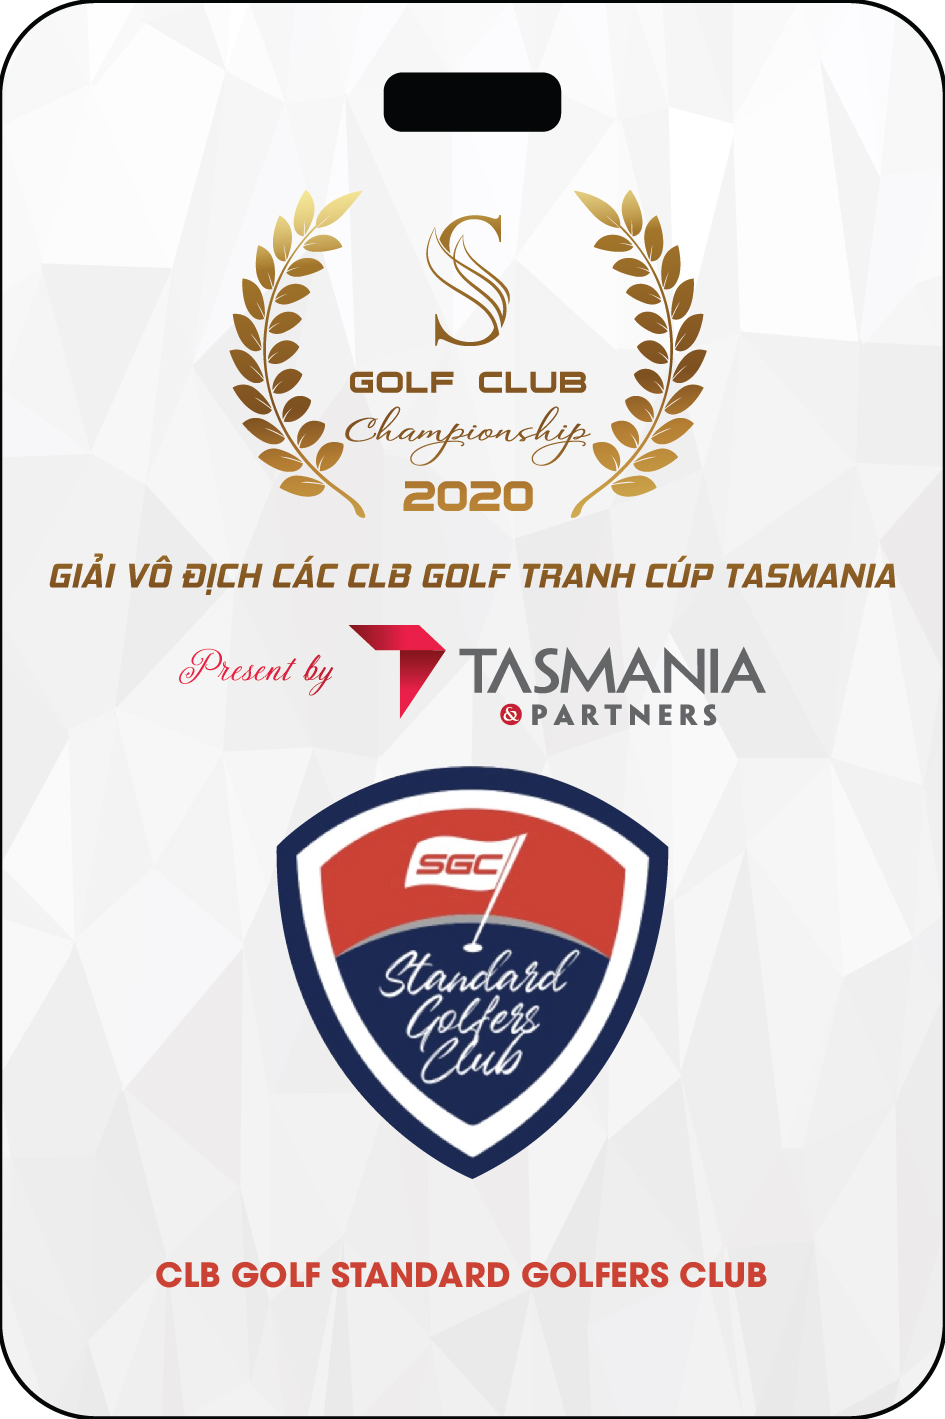 S
GOLF CLUB
Championship
2020
GIẢI VÔ ĐỊCH CÁC CLB GOLF TRANH CÚP TASMANIA
Present by TASMANIA
& PARTNERS
SGC
Standard
Golfers
Club
CLB GOLF STANDARD GOLFERS CLUB